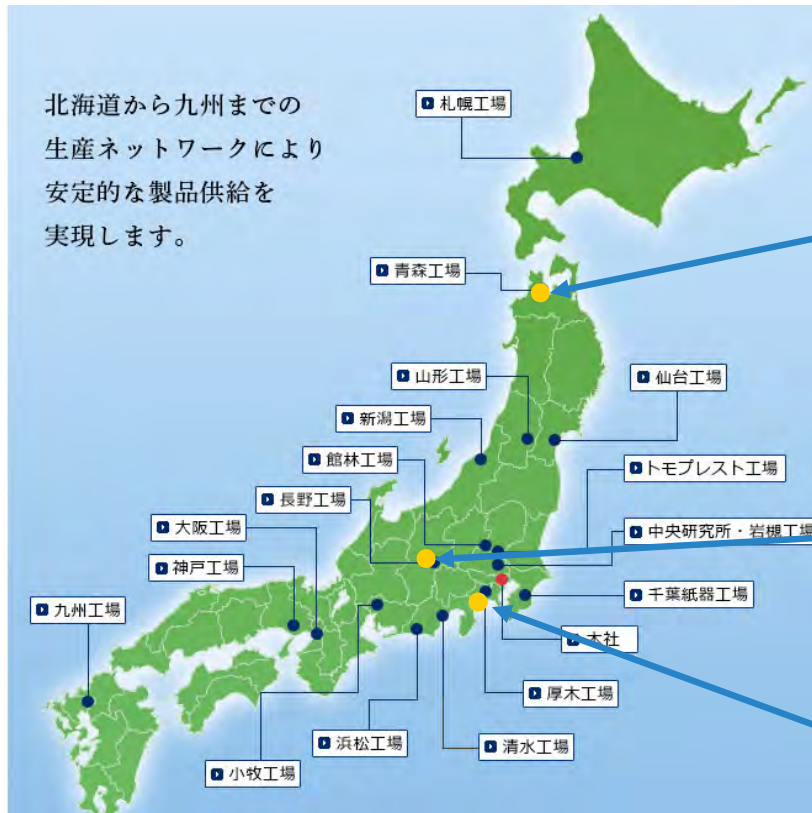 北海道から九州までの
生産ネットワークにより
安定的な製品供給を
実現します。
札幌工場
青森工場
山形工場
仙台工場
新潟工場
館林工場
トモプレスト工場
長野工場
大阪工場
中央研究所・岩槻工場
神戸工場
千葉紙器工場
九州工場
本社
厚木工場
浜松工場
清水工場
小牧工場